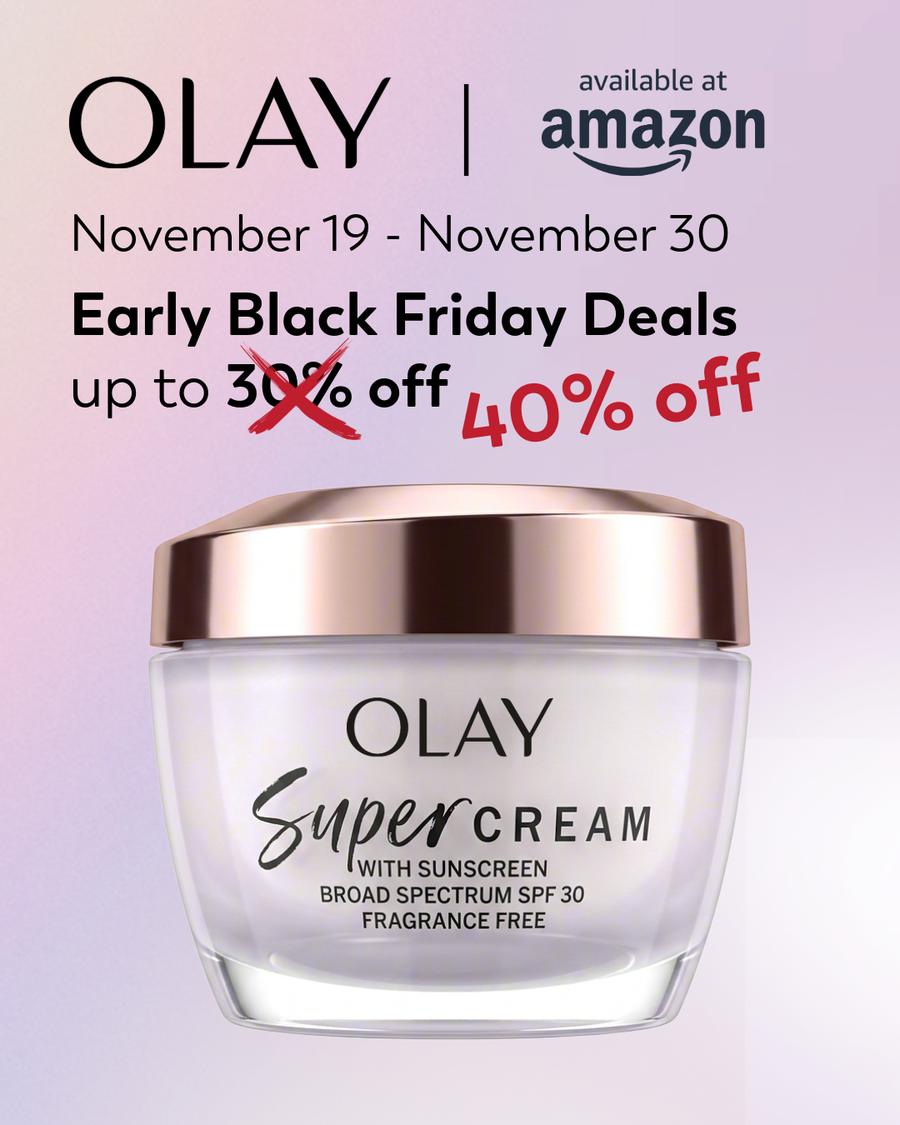 OLAY | available at amazon
November 19 - November 30
Early Black Friday Deals
up to 30% off 40% off
OLAY
Super CREAM
WITH SUNSCREEN
BROAD SPECTRUM SPF 30
FRAGRANCE FREE